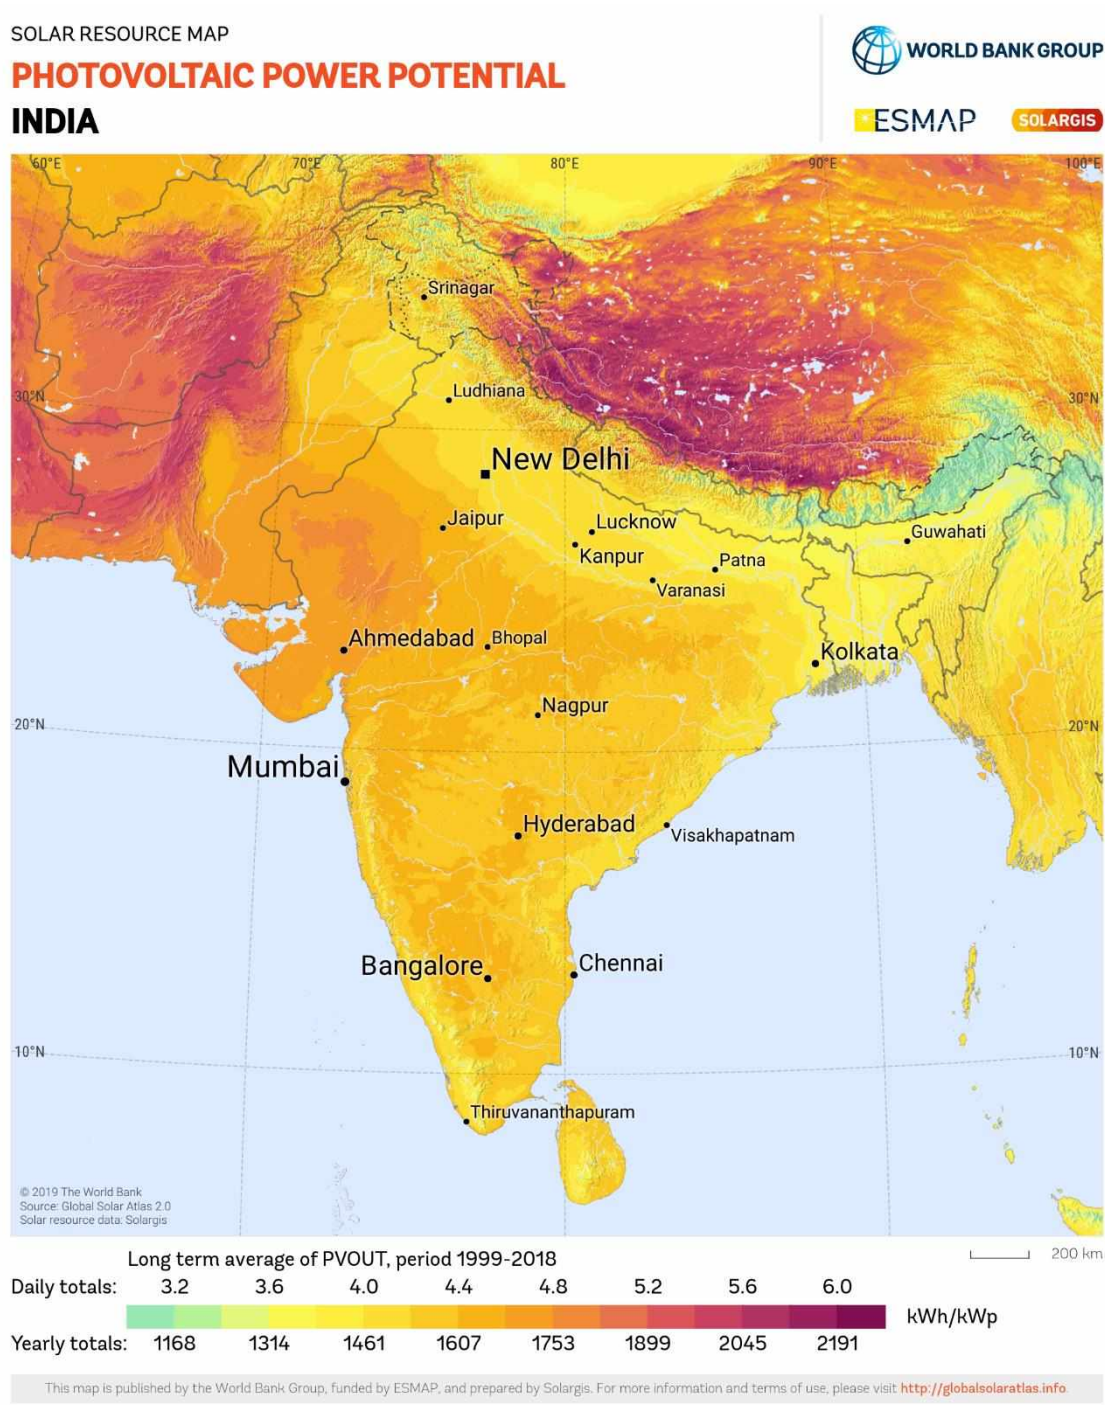 SOLAR RESOURCE MAP
PHOTOVOLTAIC POWER POTENTIAL
INDIA
WORLD BANK GROUP
ESMAP
SOLARGIS
60°E 70°E 80°E 90°E 100°E
Srinagar
Ludhiana
30°N 30°N
New Delhi
Jaipur
Lucknow
Kanpur
Guwahati
Patna
Varanasi
Ahmedabad
Bhopal
Kolkata
Nagpur
20°N 20°N
Mumbai
Hyderabad
Visakhapatnam
Bangalore
Chennai
10°N 10°N
Thiruvananthapuram
© 2019 The World Bank
Source: Global Solar Atlas 2.0
Solar resource data: Solargis
Long term average of PVOUT, period 1999-2018
200 km
Daily totals: 3.2 3.6 4.0 4.4 4.8 5.2 5.6 6.0
kWh/kWp
Yearly totals: 1168 1314 1461 1607 1753 1899 2045 2191
This map is published by the World Bank Group, funded by ESMAP, and prepared by Solargis. For more information and terms of use, please visit http://globalsolaratlas.info.